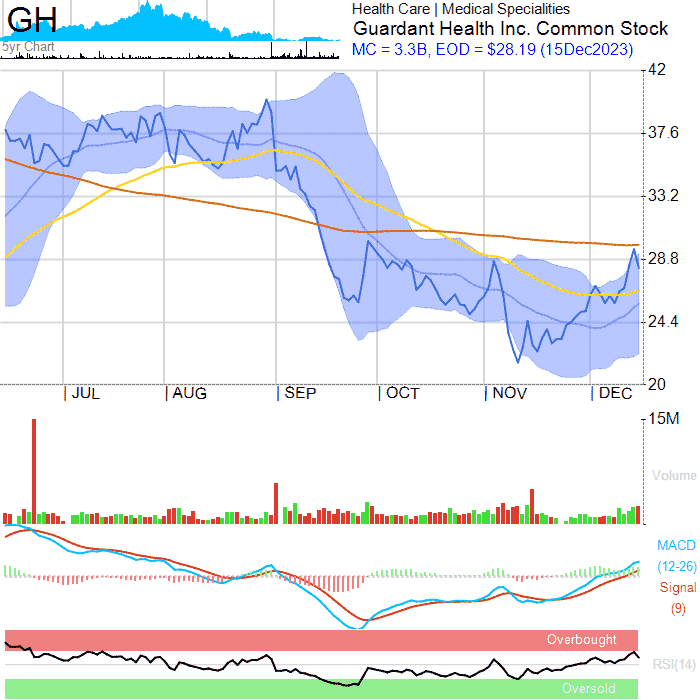 GH
5yr Chart
Health Care | Medical Specialities
Guardant Health Inc. Common Stock
MC = 3.3B, EOD = $28.19 (15Dec2023)
42
37.6
33.2
28.8
24.4
20
| JUL | AUG | SEP | OCT | NOV | DEC
15M
Volume
MACD
(12-26)
Signal
(9)
Overbought
RSI(14)
Oversold